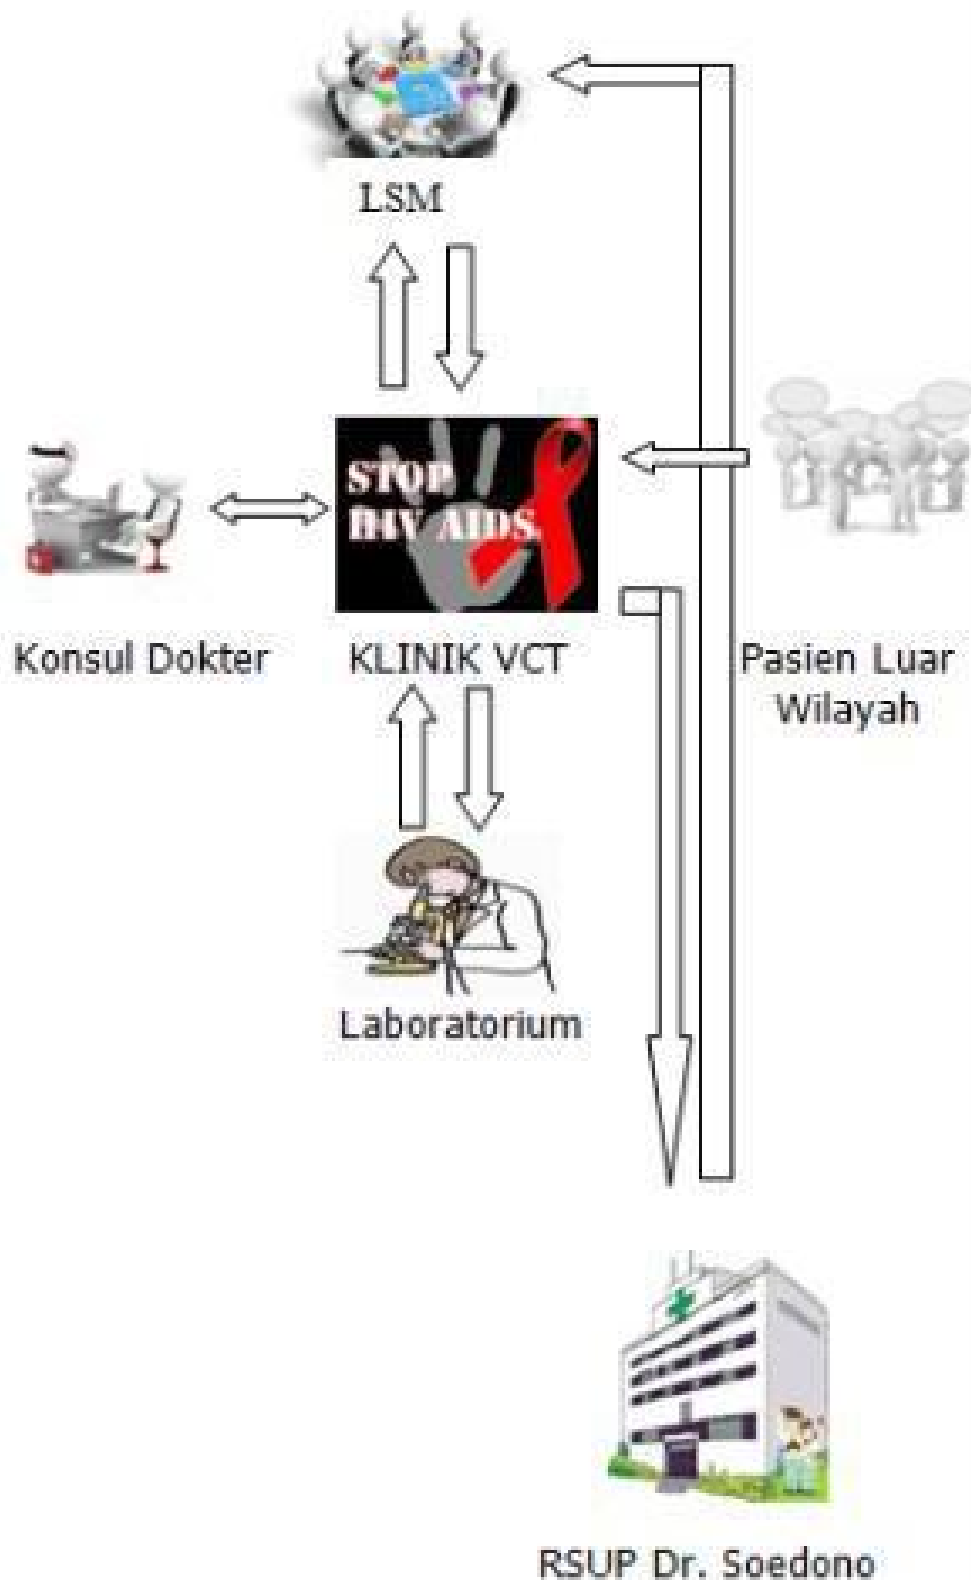 LSM
STOP
HIV AIDS
Konsul Dokter
KLINIK VCT
Pasien Luar
Wilayah
Laboratorium
RSUP Dr. Soedono